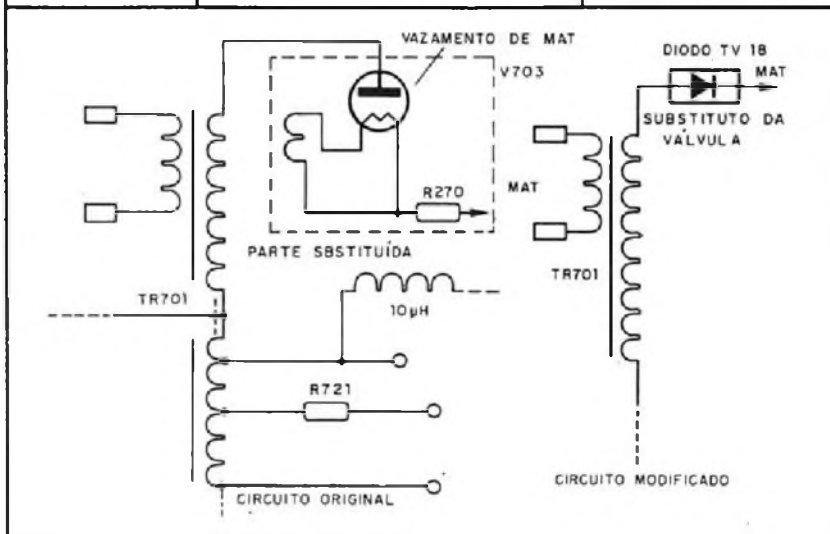 VAZAMENTO DE MAT
V703
DIODO TV 18
MAT
SUBSTITUTO DA
VÁLVULA
R270
MAT
PARTE SBSTITUÍDA
TR701
10µH
TR701
R721
CIRCUITO ORIGINAL
CIRCUITO MODIFICADO